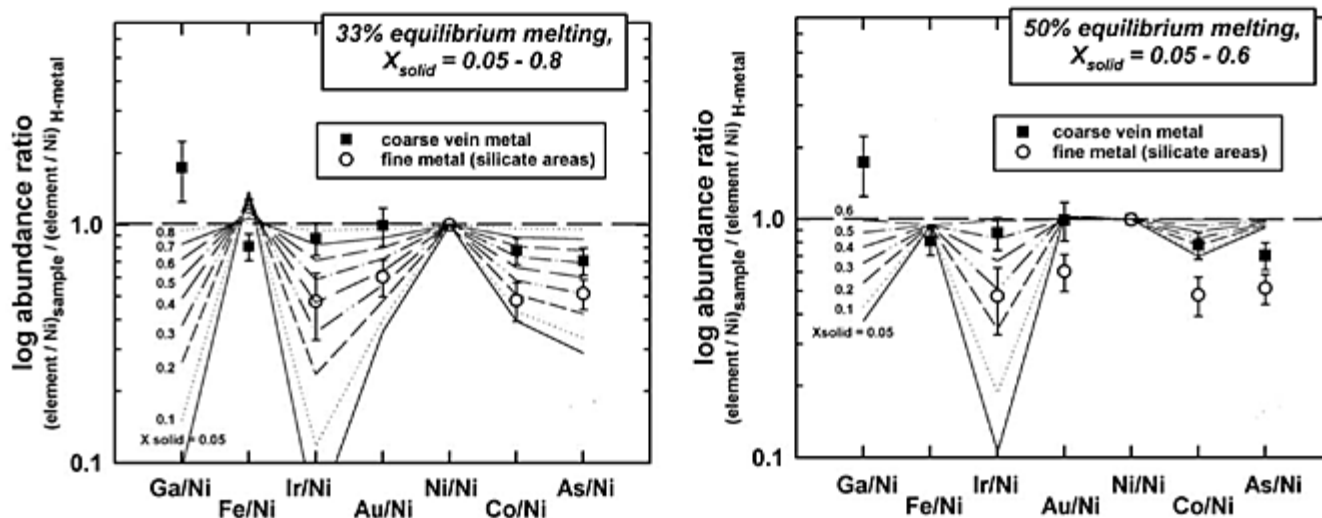 33% equilibrium melting,
Xsolid = 0.05 - 0.8
coarse vein metal
fine metal (silicate areas)
log abundance ratio
(element / Ni)sample / (element / Ni) H-metal
1.0
0.1
0.8
0.7
0.6
0.5
0.4
0.3
0.2
0.1
X solid = 0.05
Ga/Ni
Fe/Ni
Ir/Ni
Au/Ni
Ni/Ni
Co/Ni
As/Ni
50% equilibrium melting,
Xsolid = 0.05 - 0.6
coarse vein metal
fine metal (silicate areas)
log abundance ratio
(element / Ni)sample / (element / Ni) H-metal
1.0
0.1
0.6
0.5
0.4
0.3
0.2
0.1
Xsolid = 0.05
Ga/Ni
Fe/Ni
Ir/Ni
Au/Ni
Ni/Ni
Co/Ni
As/Ni